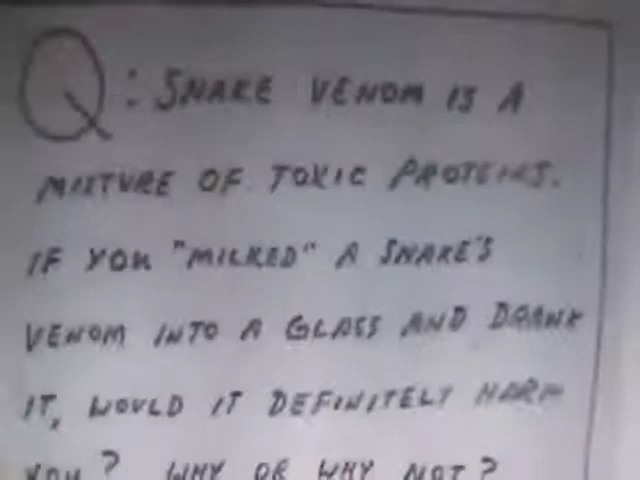 Q: SNAKE VENOM IS A
MIXTURE OF TOXIC PROTEINS.
IF YOU "MILKED" A SNAKE'S
VENOM INTO A GLASS AND DRANK
IT, WOULD IT DEFINITELY HARM
YOU? WHY OR WHY NOT?